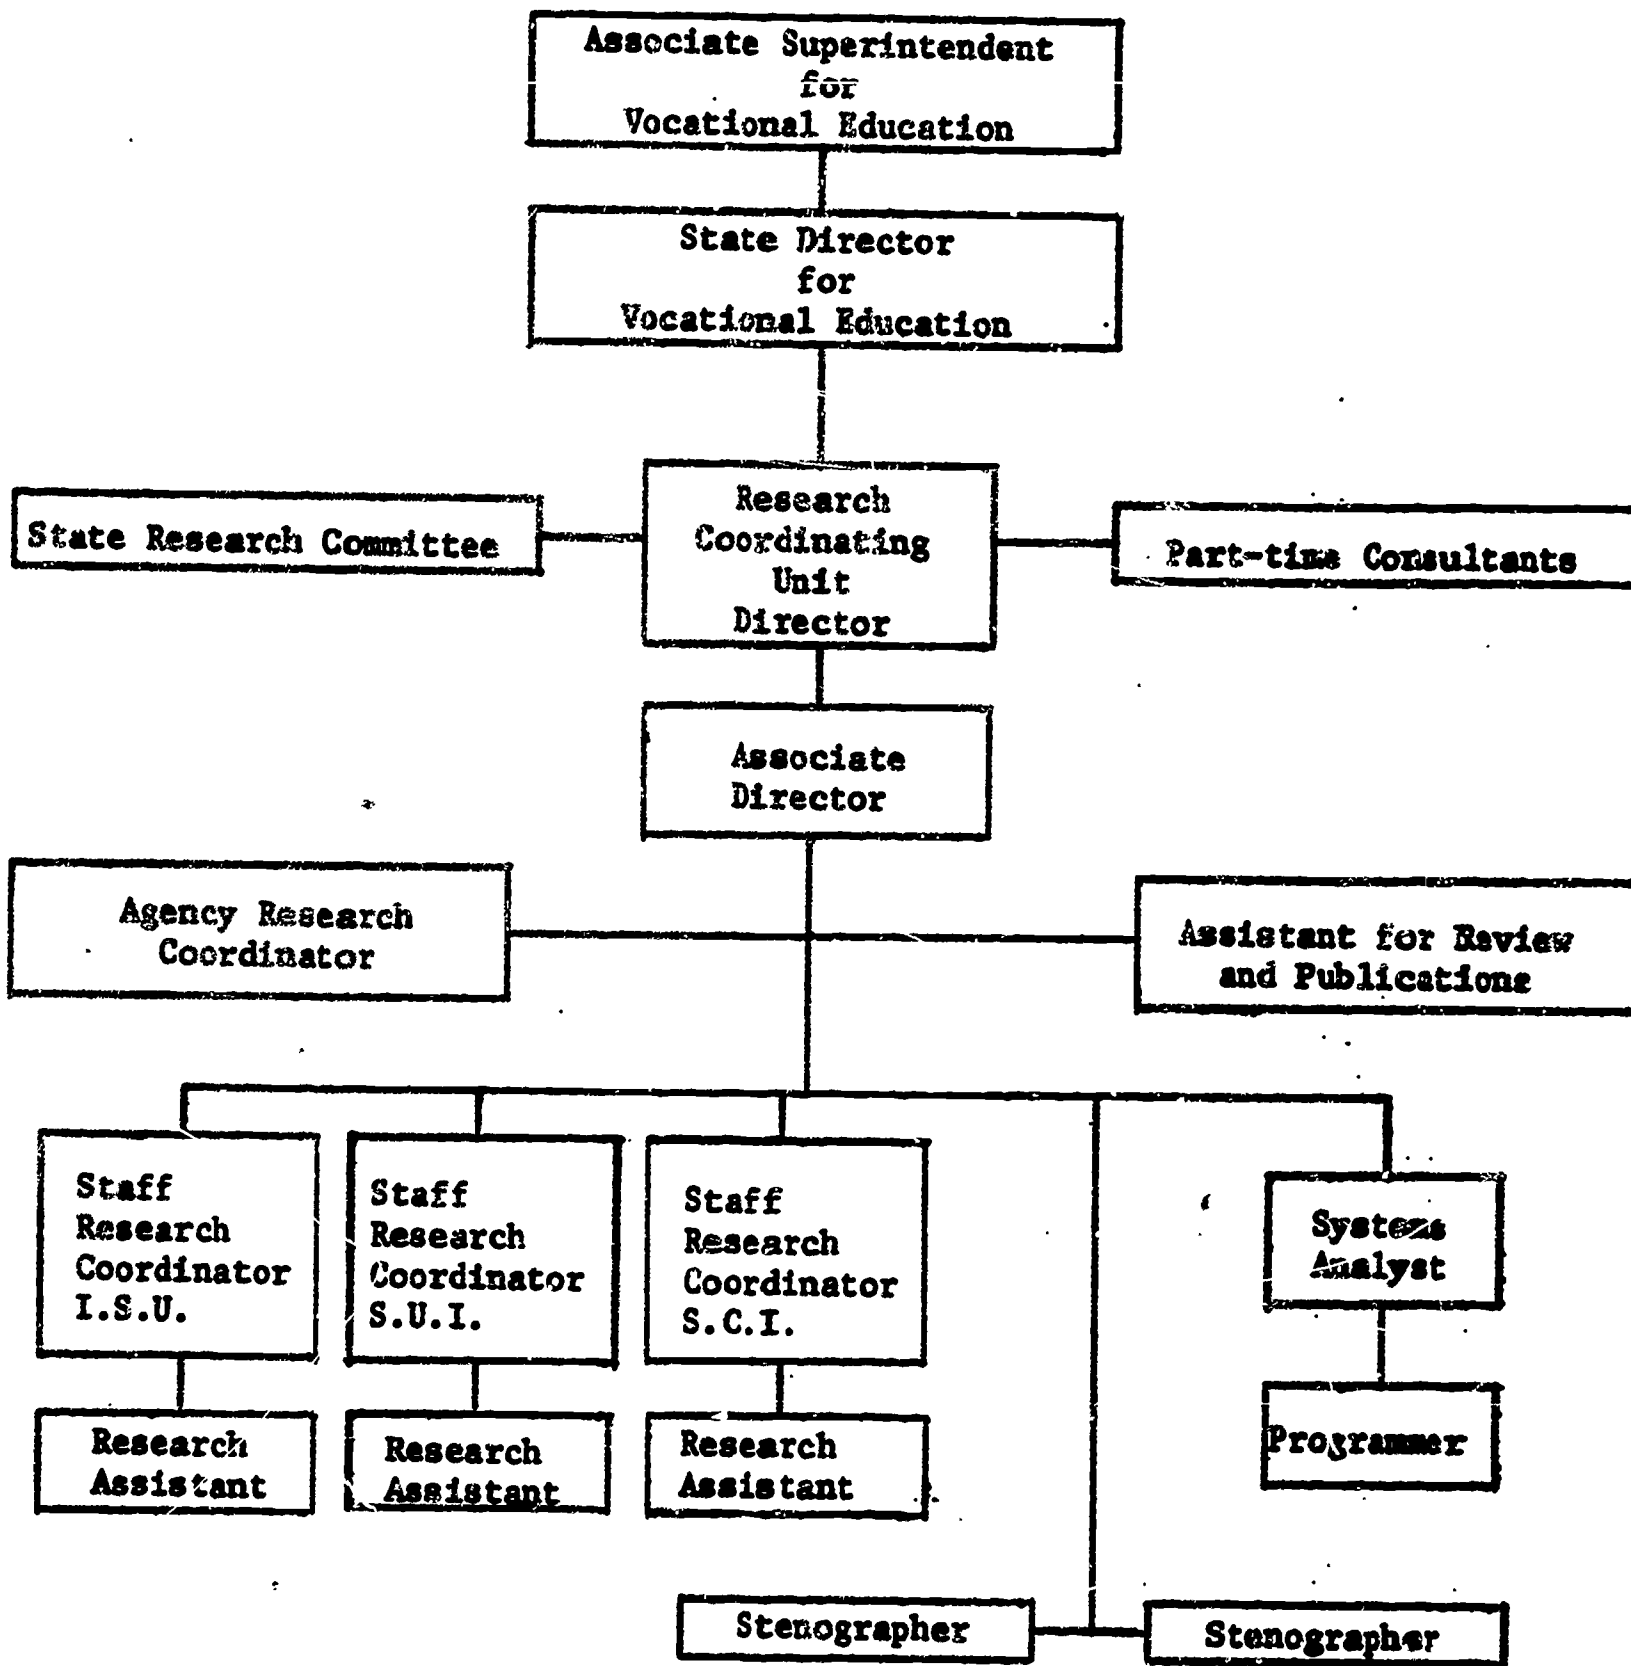 Associate Superintendent
for
Vocational Education
State Director
for
Vocational Education
State Research Committee
Research
Coordinating
Unit
Director
Part-time Consultants
Associate
Director
Agency Research
Coordinator
Assistant for Review
and Publications
Staff
Research
Coordinator
I.S.U.
Staff
Research
Coordinator
S.U.I.
Staff
Research
Coordinator
S.C.I.
Systems
Analyst
Research
Assistant
Research
Assistant
Research
Assistant
Programmer
Stenographer
Stenographer